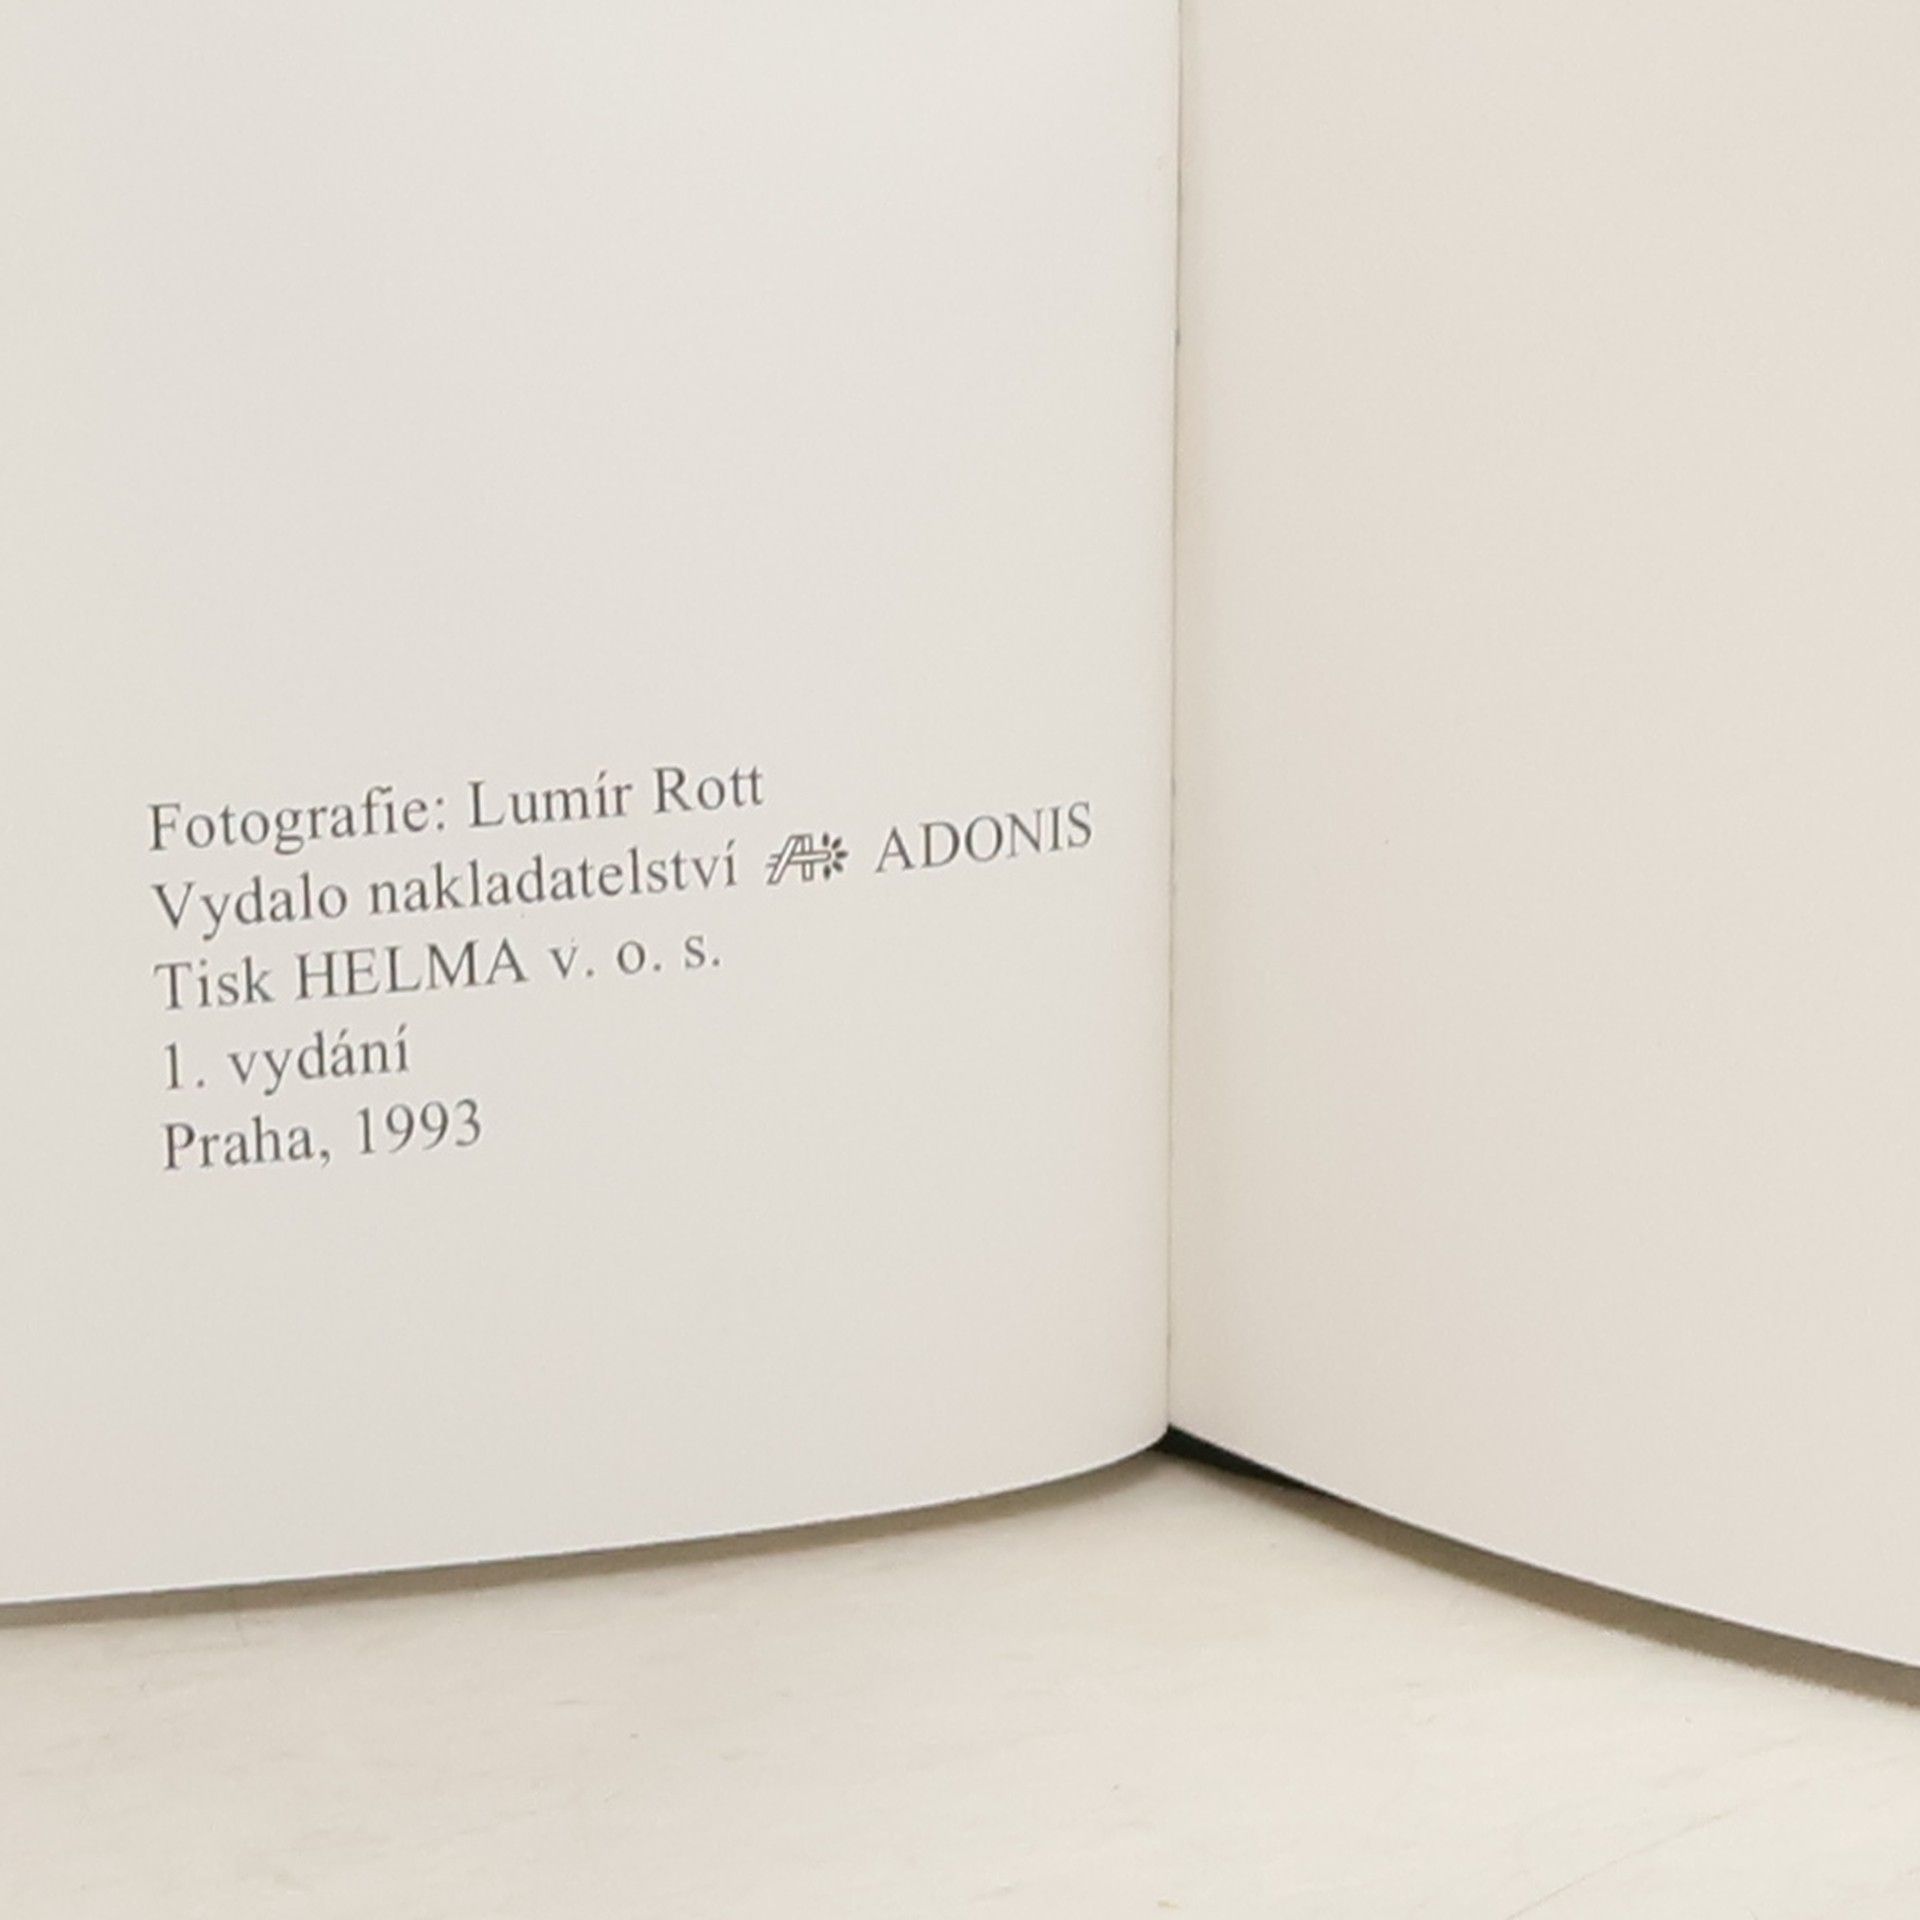 Fotografie: Lumír Rott
Vydalo nakladatelství ADONIS
Tisk HELMA v. o. s.
1. vydání
Praha, 1993